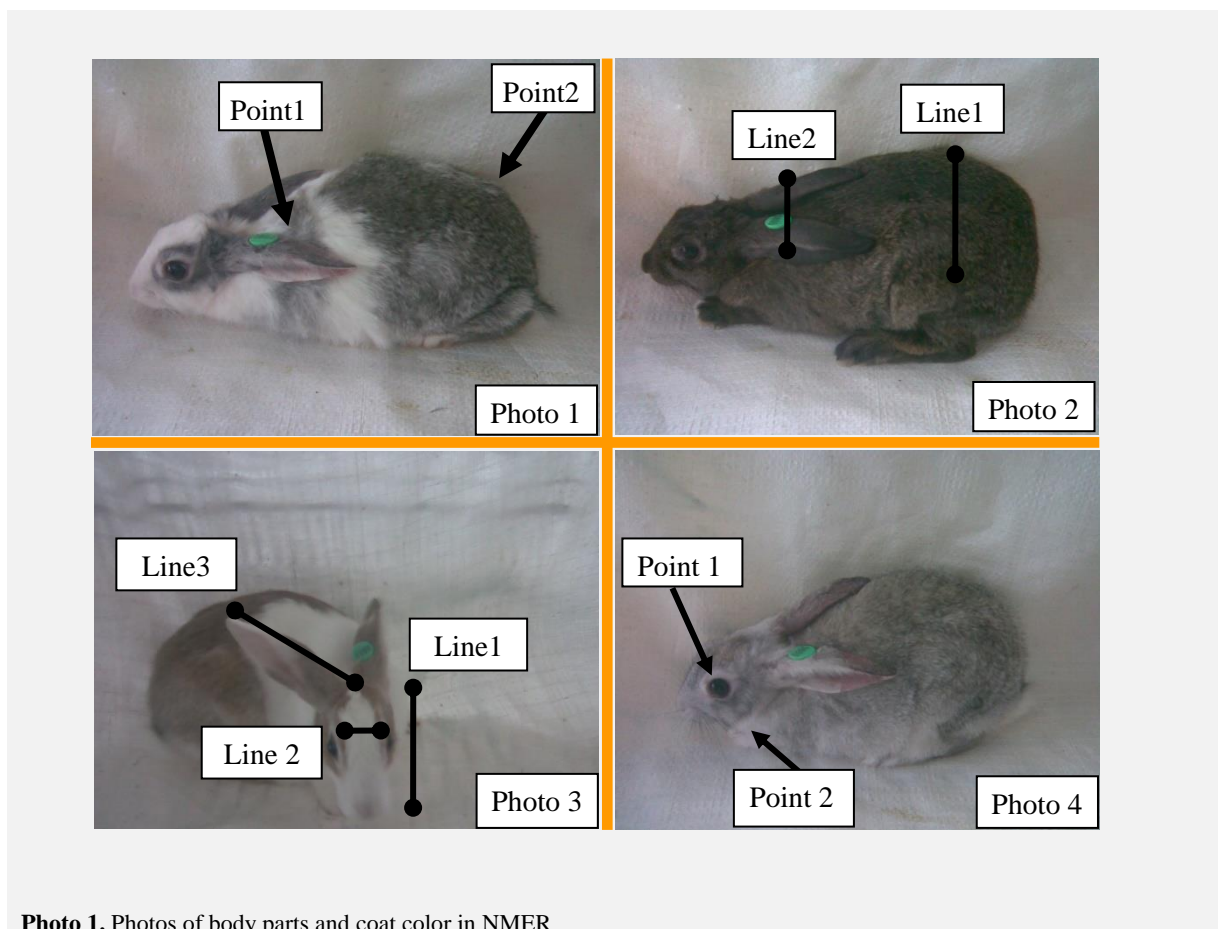 Point1
Point2
Line2
Line1
Photo 1
Photo 2
Line3
Line1
Line 2
Photo 3
Point 1
Point 2
Photo 4
Photo 1. Photos of body parts and coat color in NMER